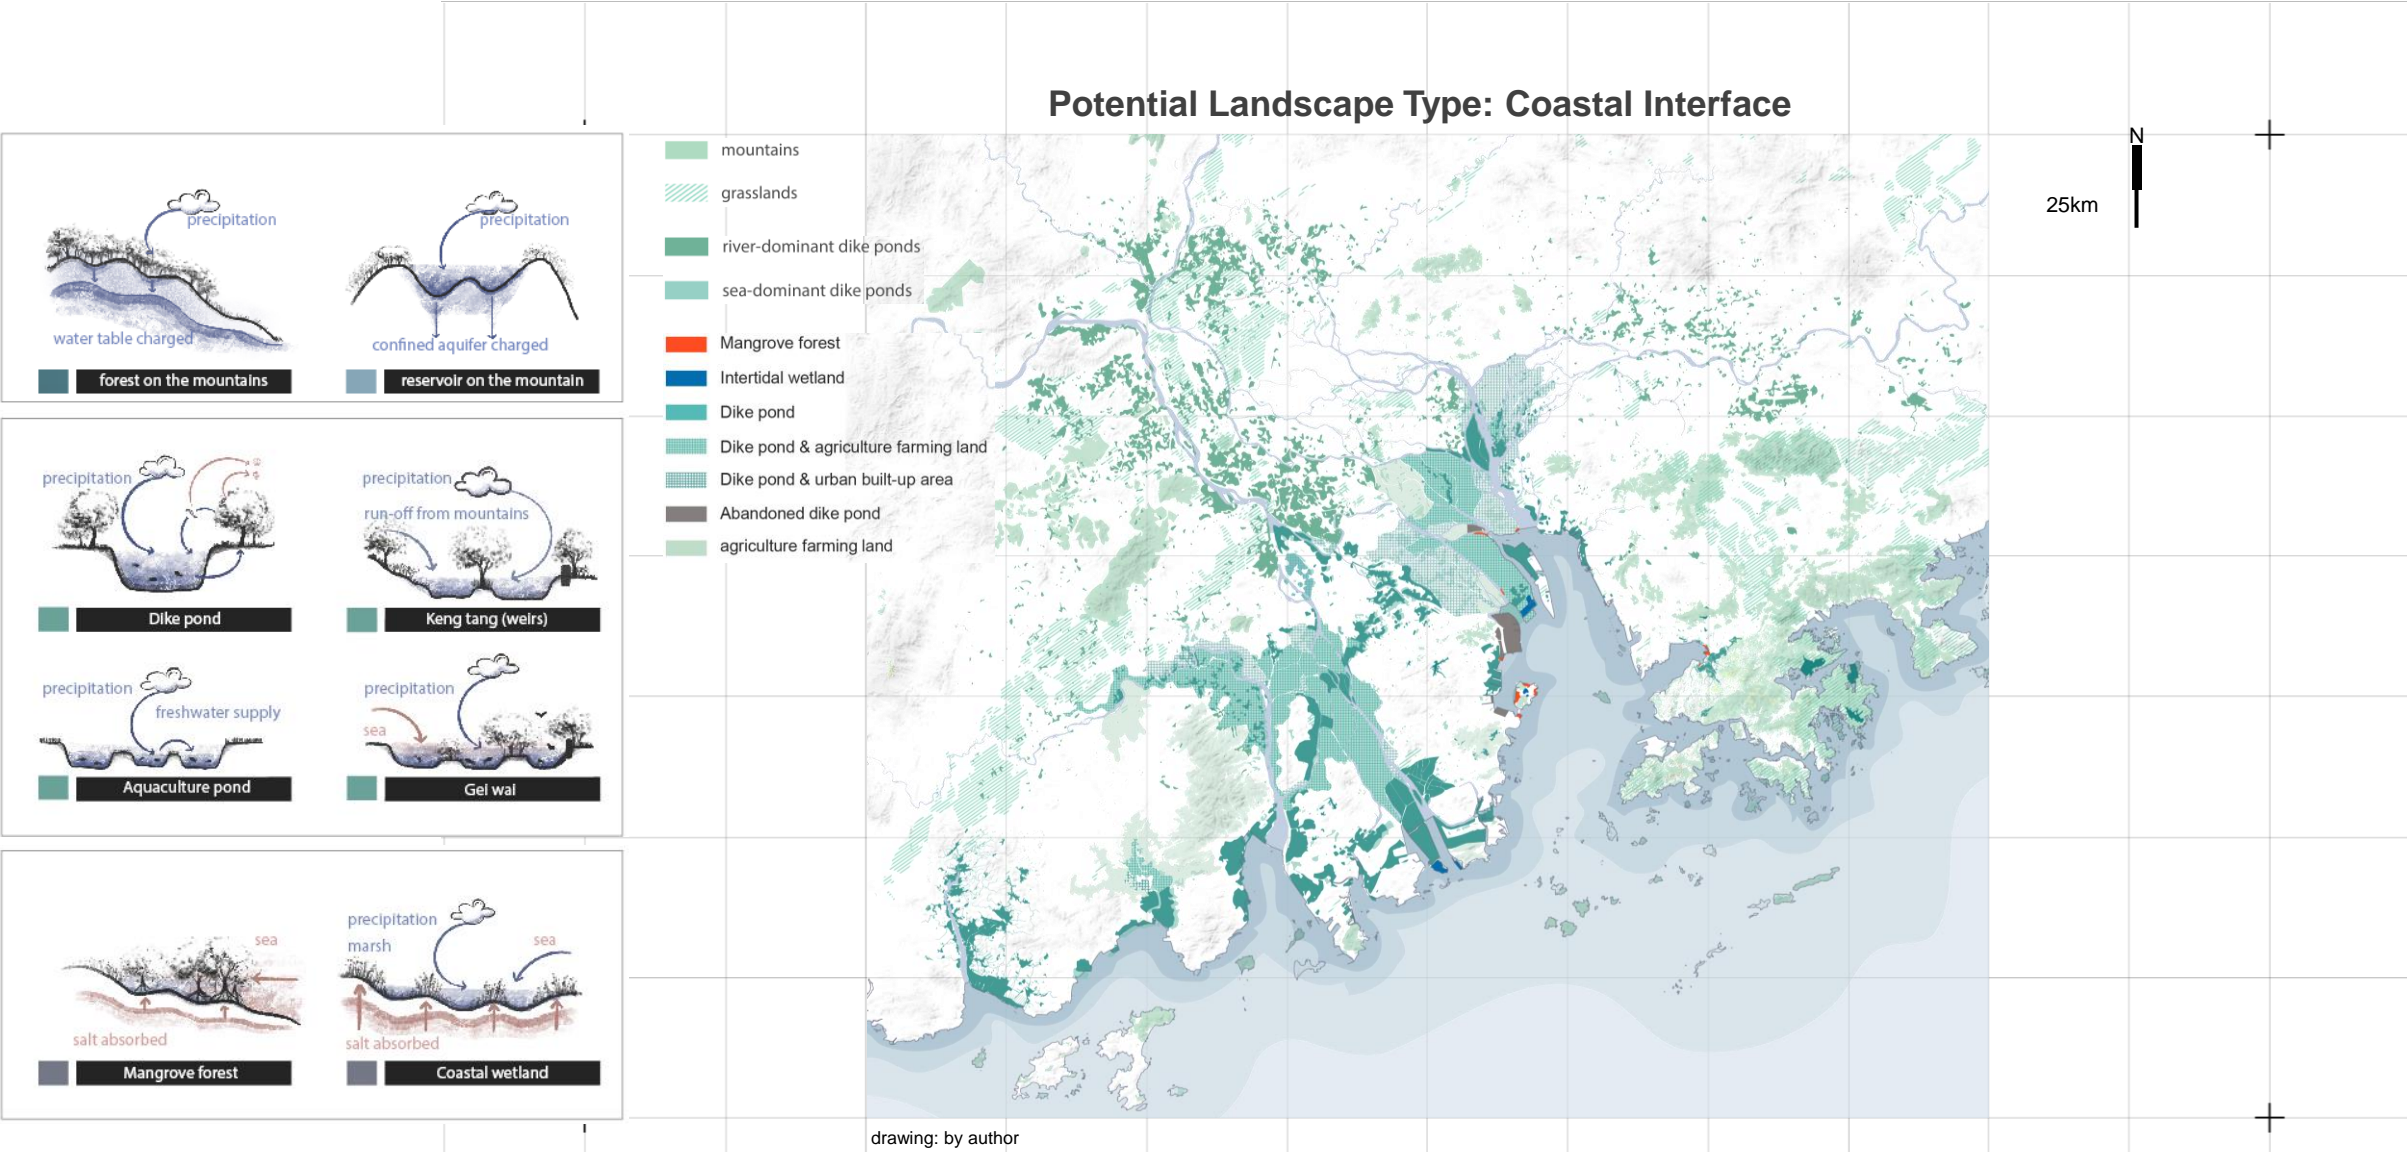 Potential Landscape Type: Coastal Interface
N
25km
precipitation
water table charged
forest on the mountains
precipitation
confined aquifer charged
reservoir on the mountain
precipitation
Dike pond
precipitation
run-off from mountains
Keng tang (weirs)
precipitation
freshwater supply
Aquaculture pond
precipitation
sea
Gei wai
sea
salt absorbed
Mangrove forest
precipitation
marsh
sea
salt absorbed
Coastal wetland
mountains
grasslands
river-dominant dike ponds
sea-dominant dike ponds
Mangrove forest
Intertidal wetland
Dike pond
Dike pond & agriculture farming land
Dike pond & urban built-up area
Abandoned dike pond
agriculture farming land
drawing: by author